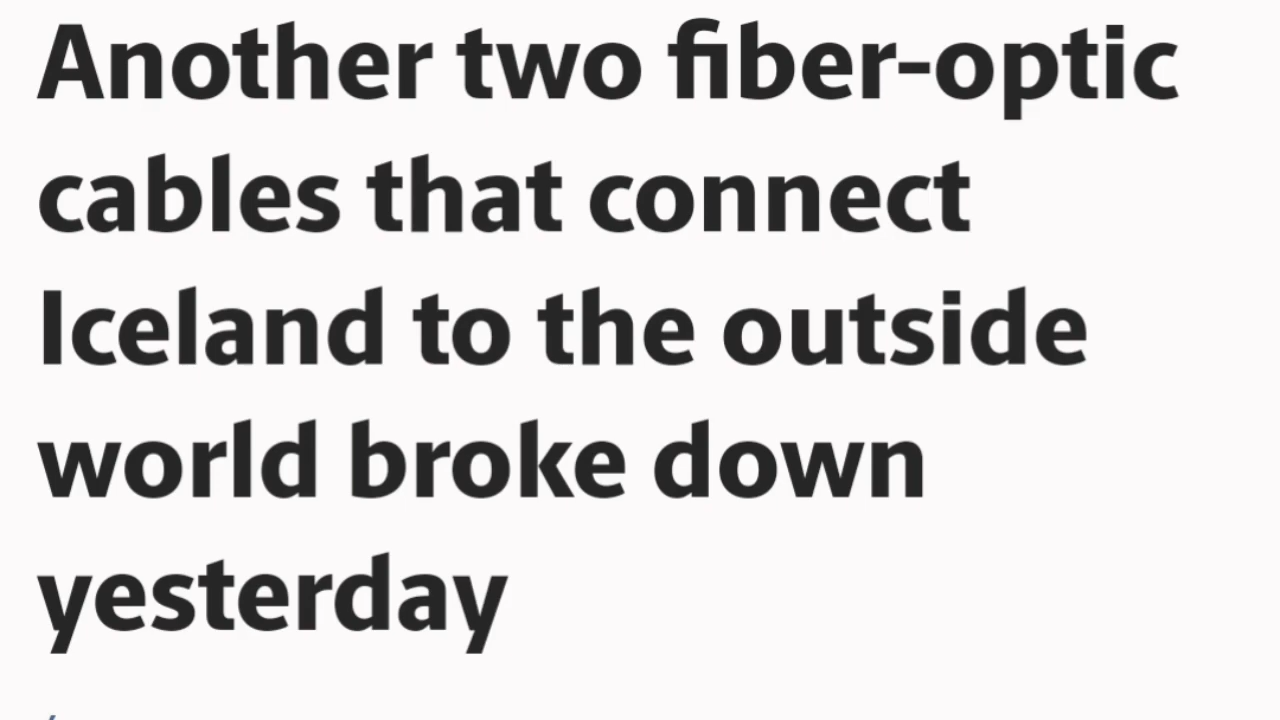 Another two fiber-optic
cables that connect
Iceland to the outside
world broke down
yesterday